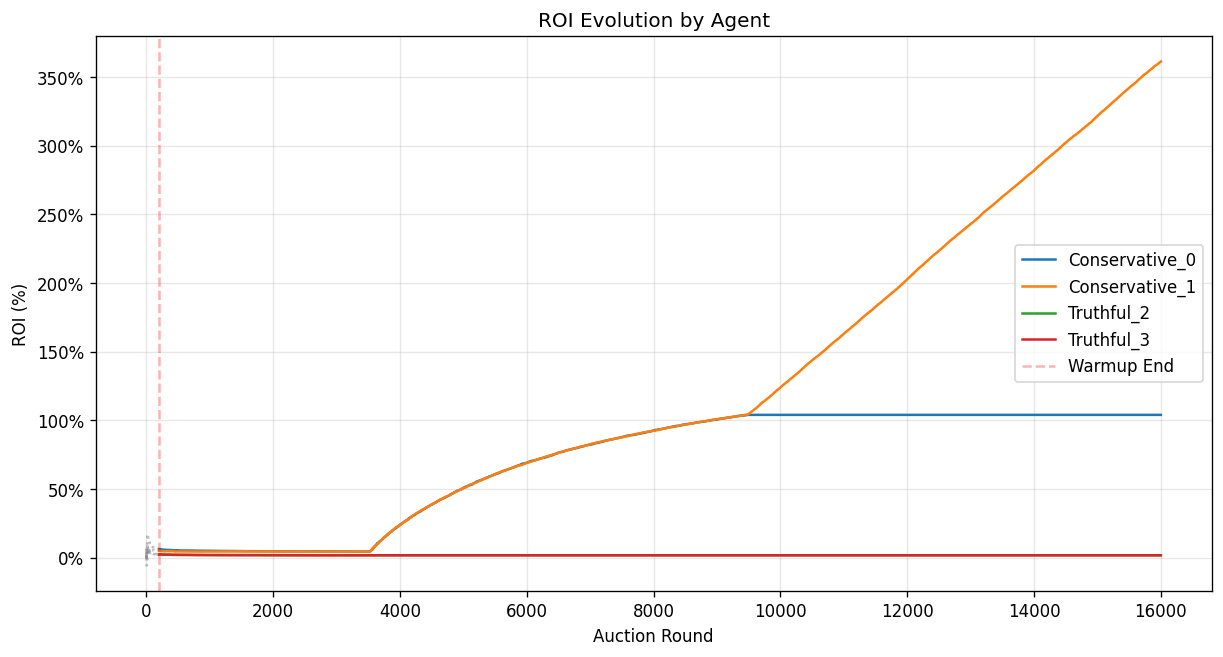 ROI Evolution by Agent
350%
300%
250%
200%
150%
100%
50%
0%
ROI (%)
Conservative_0
Conservative_1
Truthful_2
Truthful_3
Warmup End
0 2000 4000 6000 8000 10000 12000 14000 16000
Auction Round